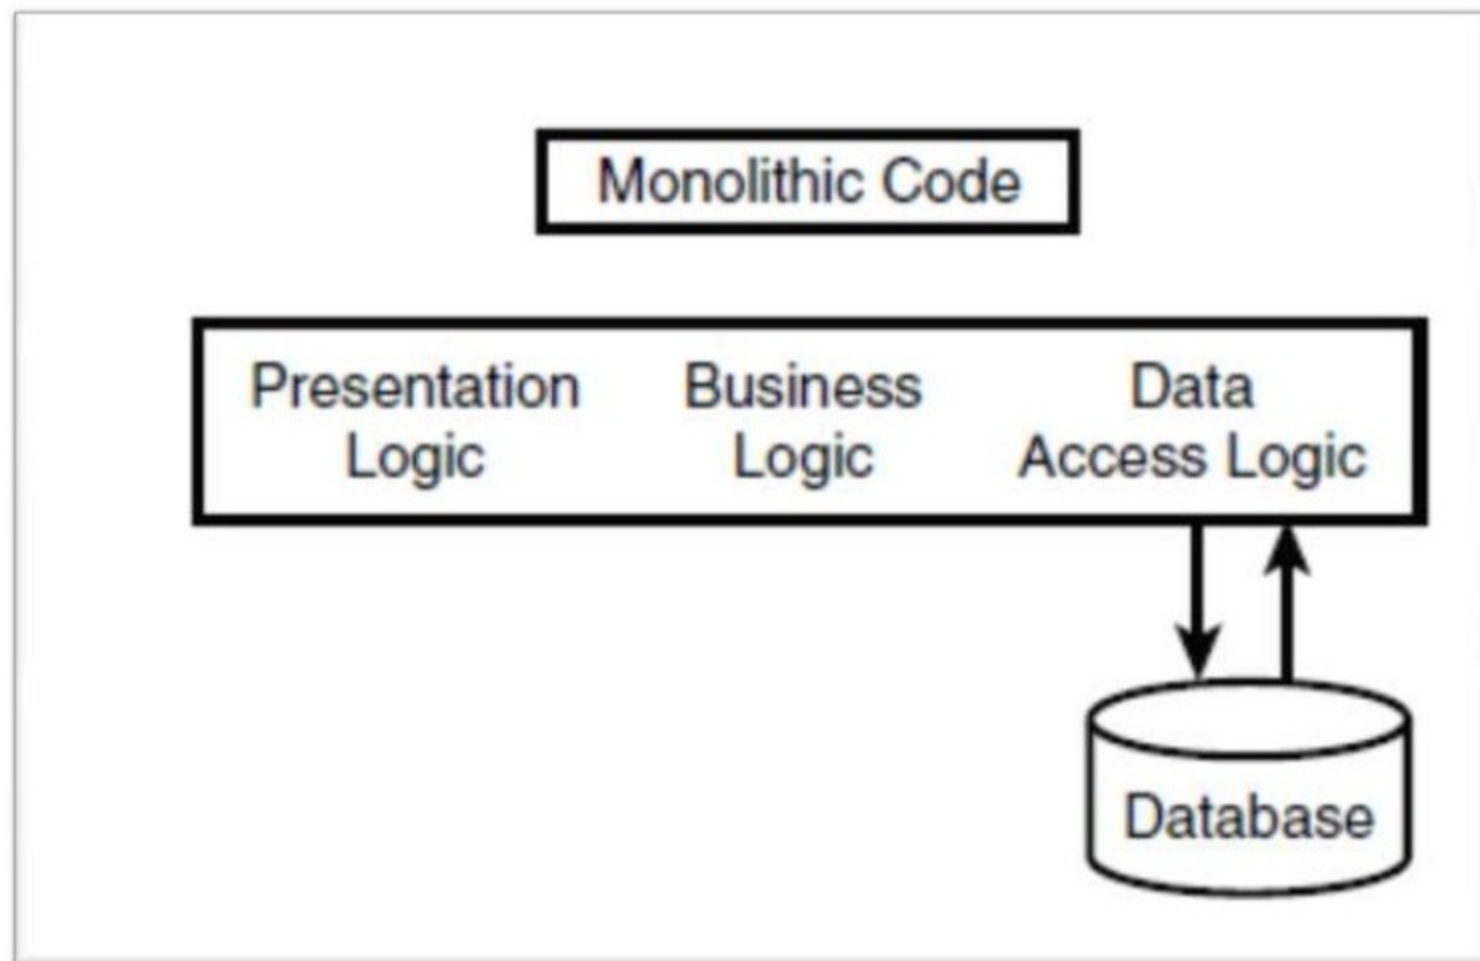 Monolithic Code
Presentation
Logic
Business
Logic
Data
Access Logic
Database